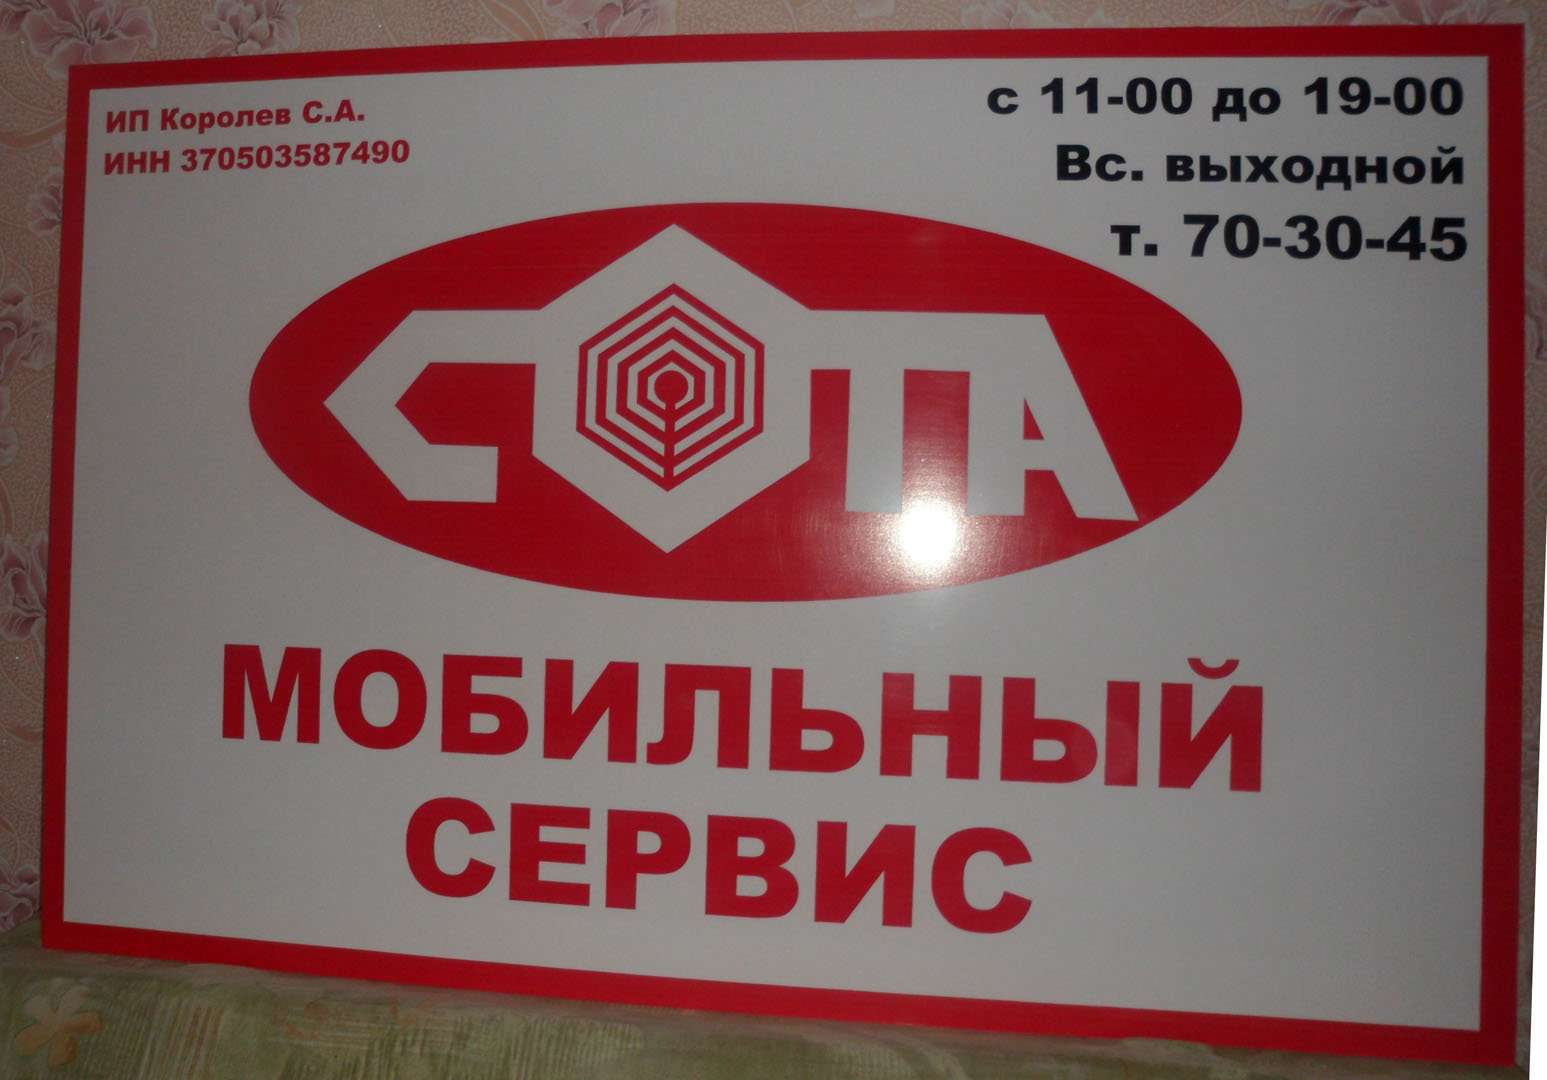 ИП Королев С.А.
ИНН 370503587490
с 11-00 до 19-00
Вс. выходной
т. 70-30-45
СОТА
МОБИЛЬНЫЙ
СЕРВИС